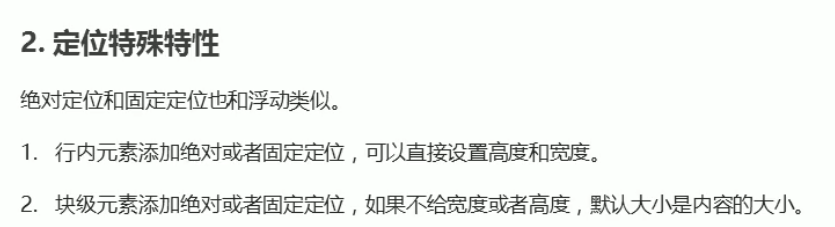 2. 定位特殊特性
绝对定位和固定定位也和浮动类似。
1. 行内元素添加绝对或者固定定位，可以直接设置高度和宽度。
2. 块级元素添加绝对或者固定定位，如果不给宽度或者高度，默认大小是内容的大小。